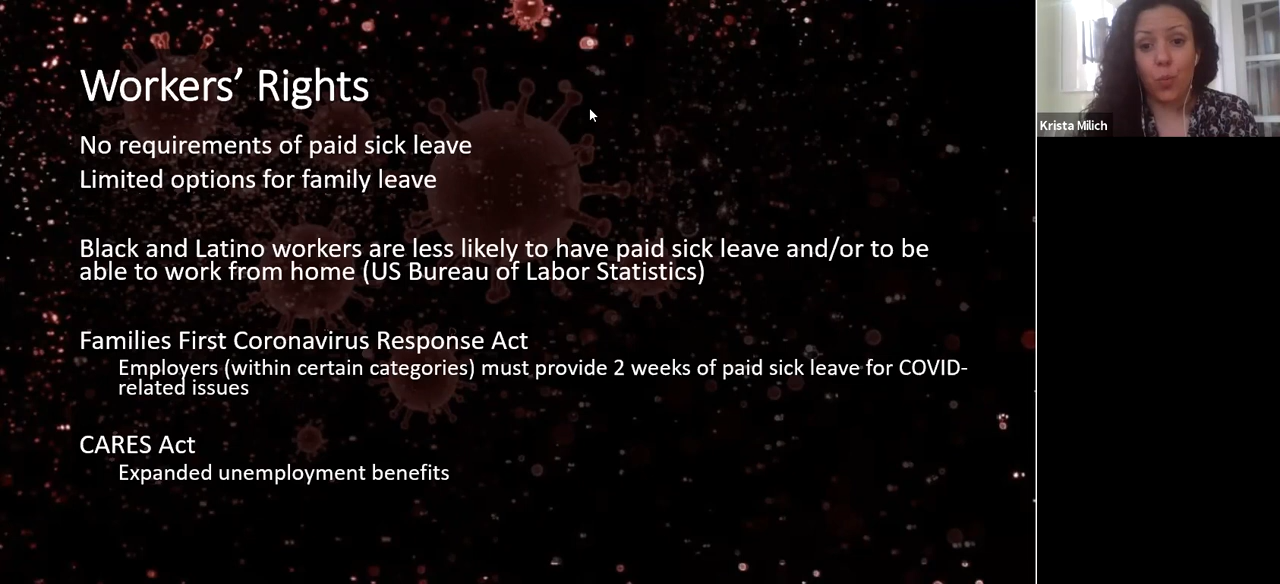 Workers’ Rights
No requirements of paid sick leave
Limited options for family leave
Black and Latino workers are less likely to have paid sick leave and/or to be
able to work from home (US Bureau of Labor Statistics)
Families First Coronavirus Response Act
Employers (within certain categories) must provide 2 weeks of paid sick leave for COVID-
related issues
CARES Act
Expanded unemployment benefits
Krista Milich